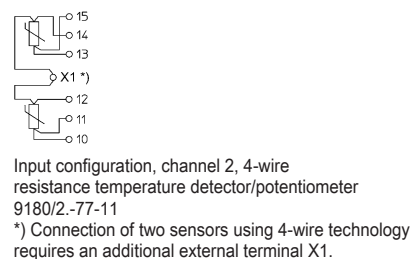 15
14
13
X1 *)
12
11
10
Input configuration, channel 2, 4-wire
resistance temperature detector/potentiometer
9180/2.-77-11
*) Connection of two sensors using 4-wire technology
requires an additional external terminal X1.